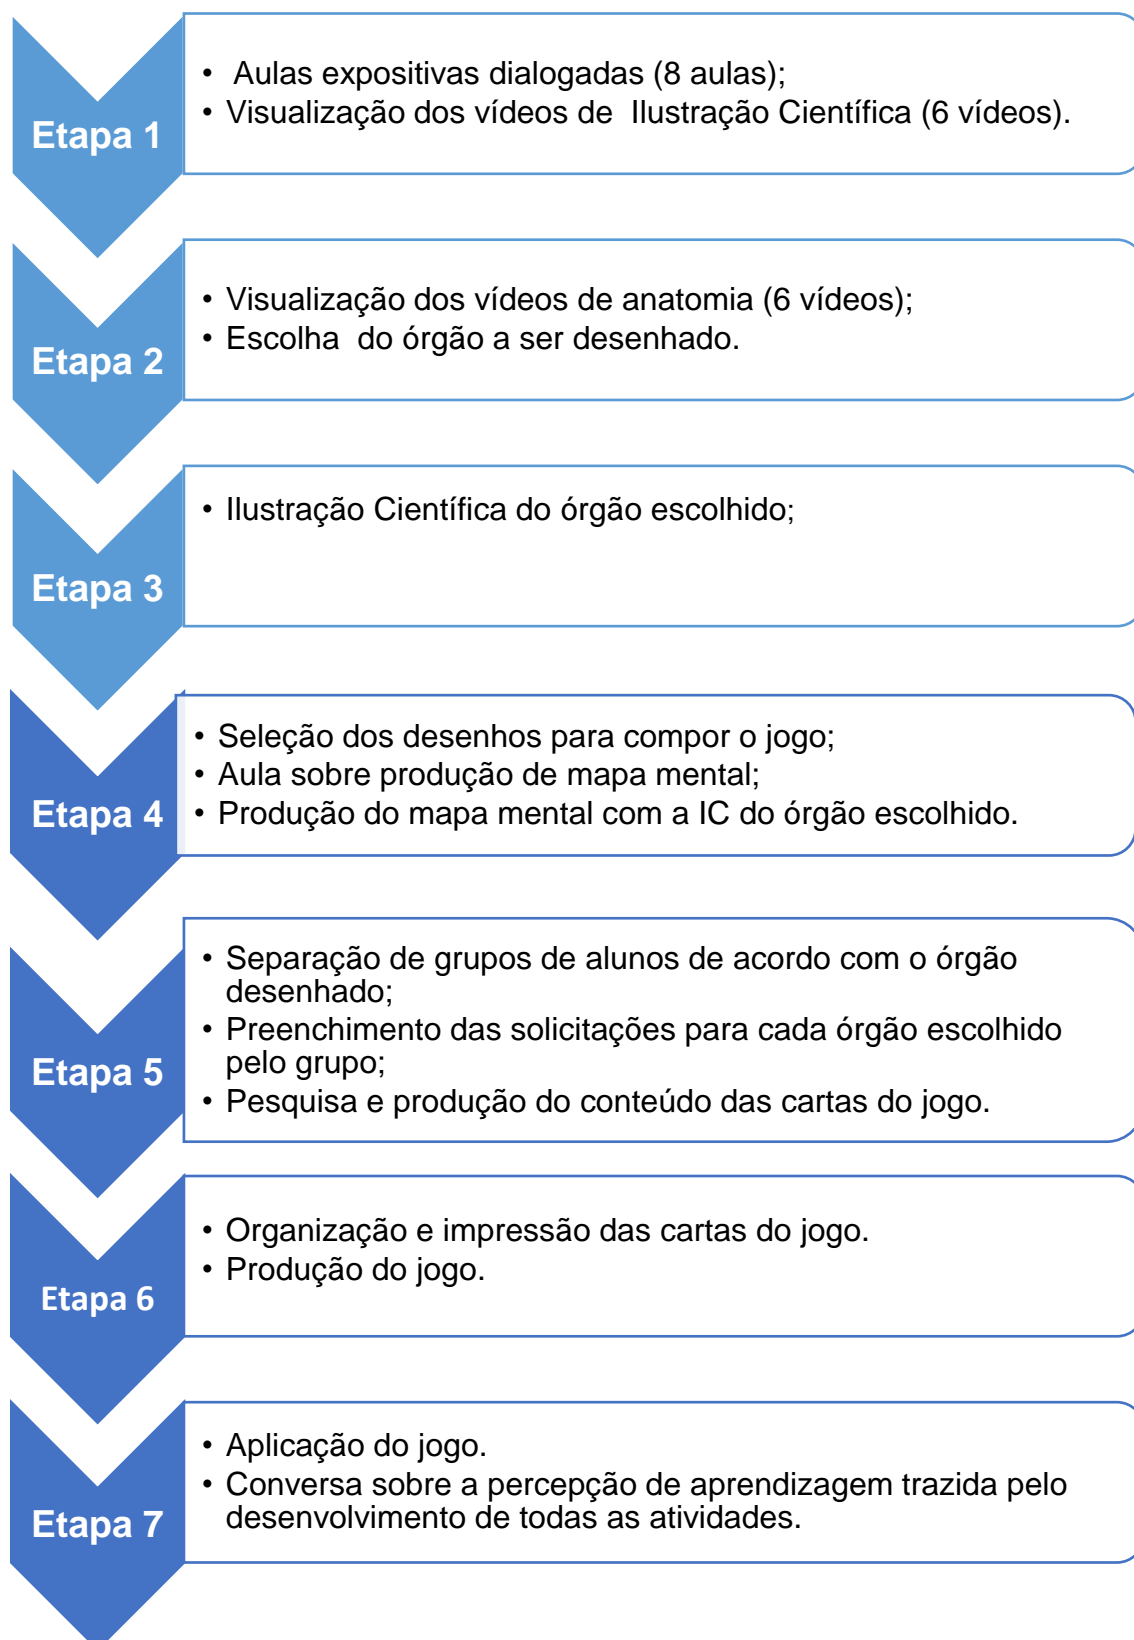 Etapa 1
• Aulas expositivas dialogadas (8 aulas);
• Visualização dos vídeos de Ilustração Científica (6 vídeos).
Etapa 2
• Visualização dos vídeos de anatomia (6 vídeos);
• Escolha do órgão a ser desenhado.
Etapa 3
• Ilustração Científica do órgão escolhido;
Etapa 4
• Seleção dos desenhos para compor o jogo;
• Aula sobre produção de mapa mental;
• Produção do mapa mental com a IC do órgão escolhido.
Etapa 5
• Separação de grupos de alunos de acordo com o órgão
desenhado;
• Preenchimento das solicitações para cada órgão escolhido
pelo grupo;
• Pesquisa e produção do conteúdo das cartas do jogo.
Etapa 6
• Organização e impressão das cartas do jogo.
• Produção do jogo.
Etapa 7
• Aplicação do jogo.
• Conversa sobre a percepção de aprendizagem trazida pelo
desenvolvimento de todas as atividades.